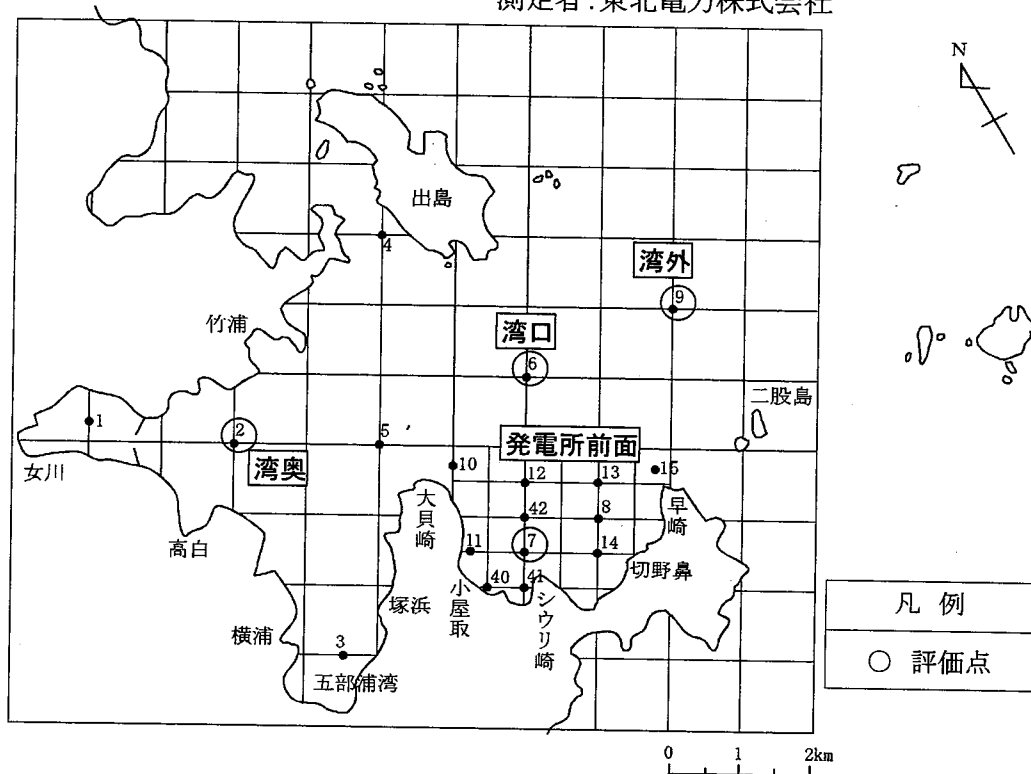 測定者:東北電力株式会社
N
出島
4
湾外
9
竹浦
湾口
6
二股島
1
2
5
発電所前面
女川
湾奥
10
12
13
15
大貝崎
42
8
早崎
高白
11
7
14
切野鼻
40
41
小屋取
シウリ崎
塚浜
横浦
3
五部浦湾
凡 例
○ 評価点
0 1 2km